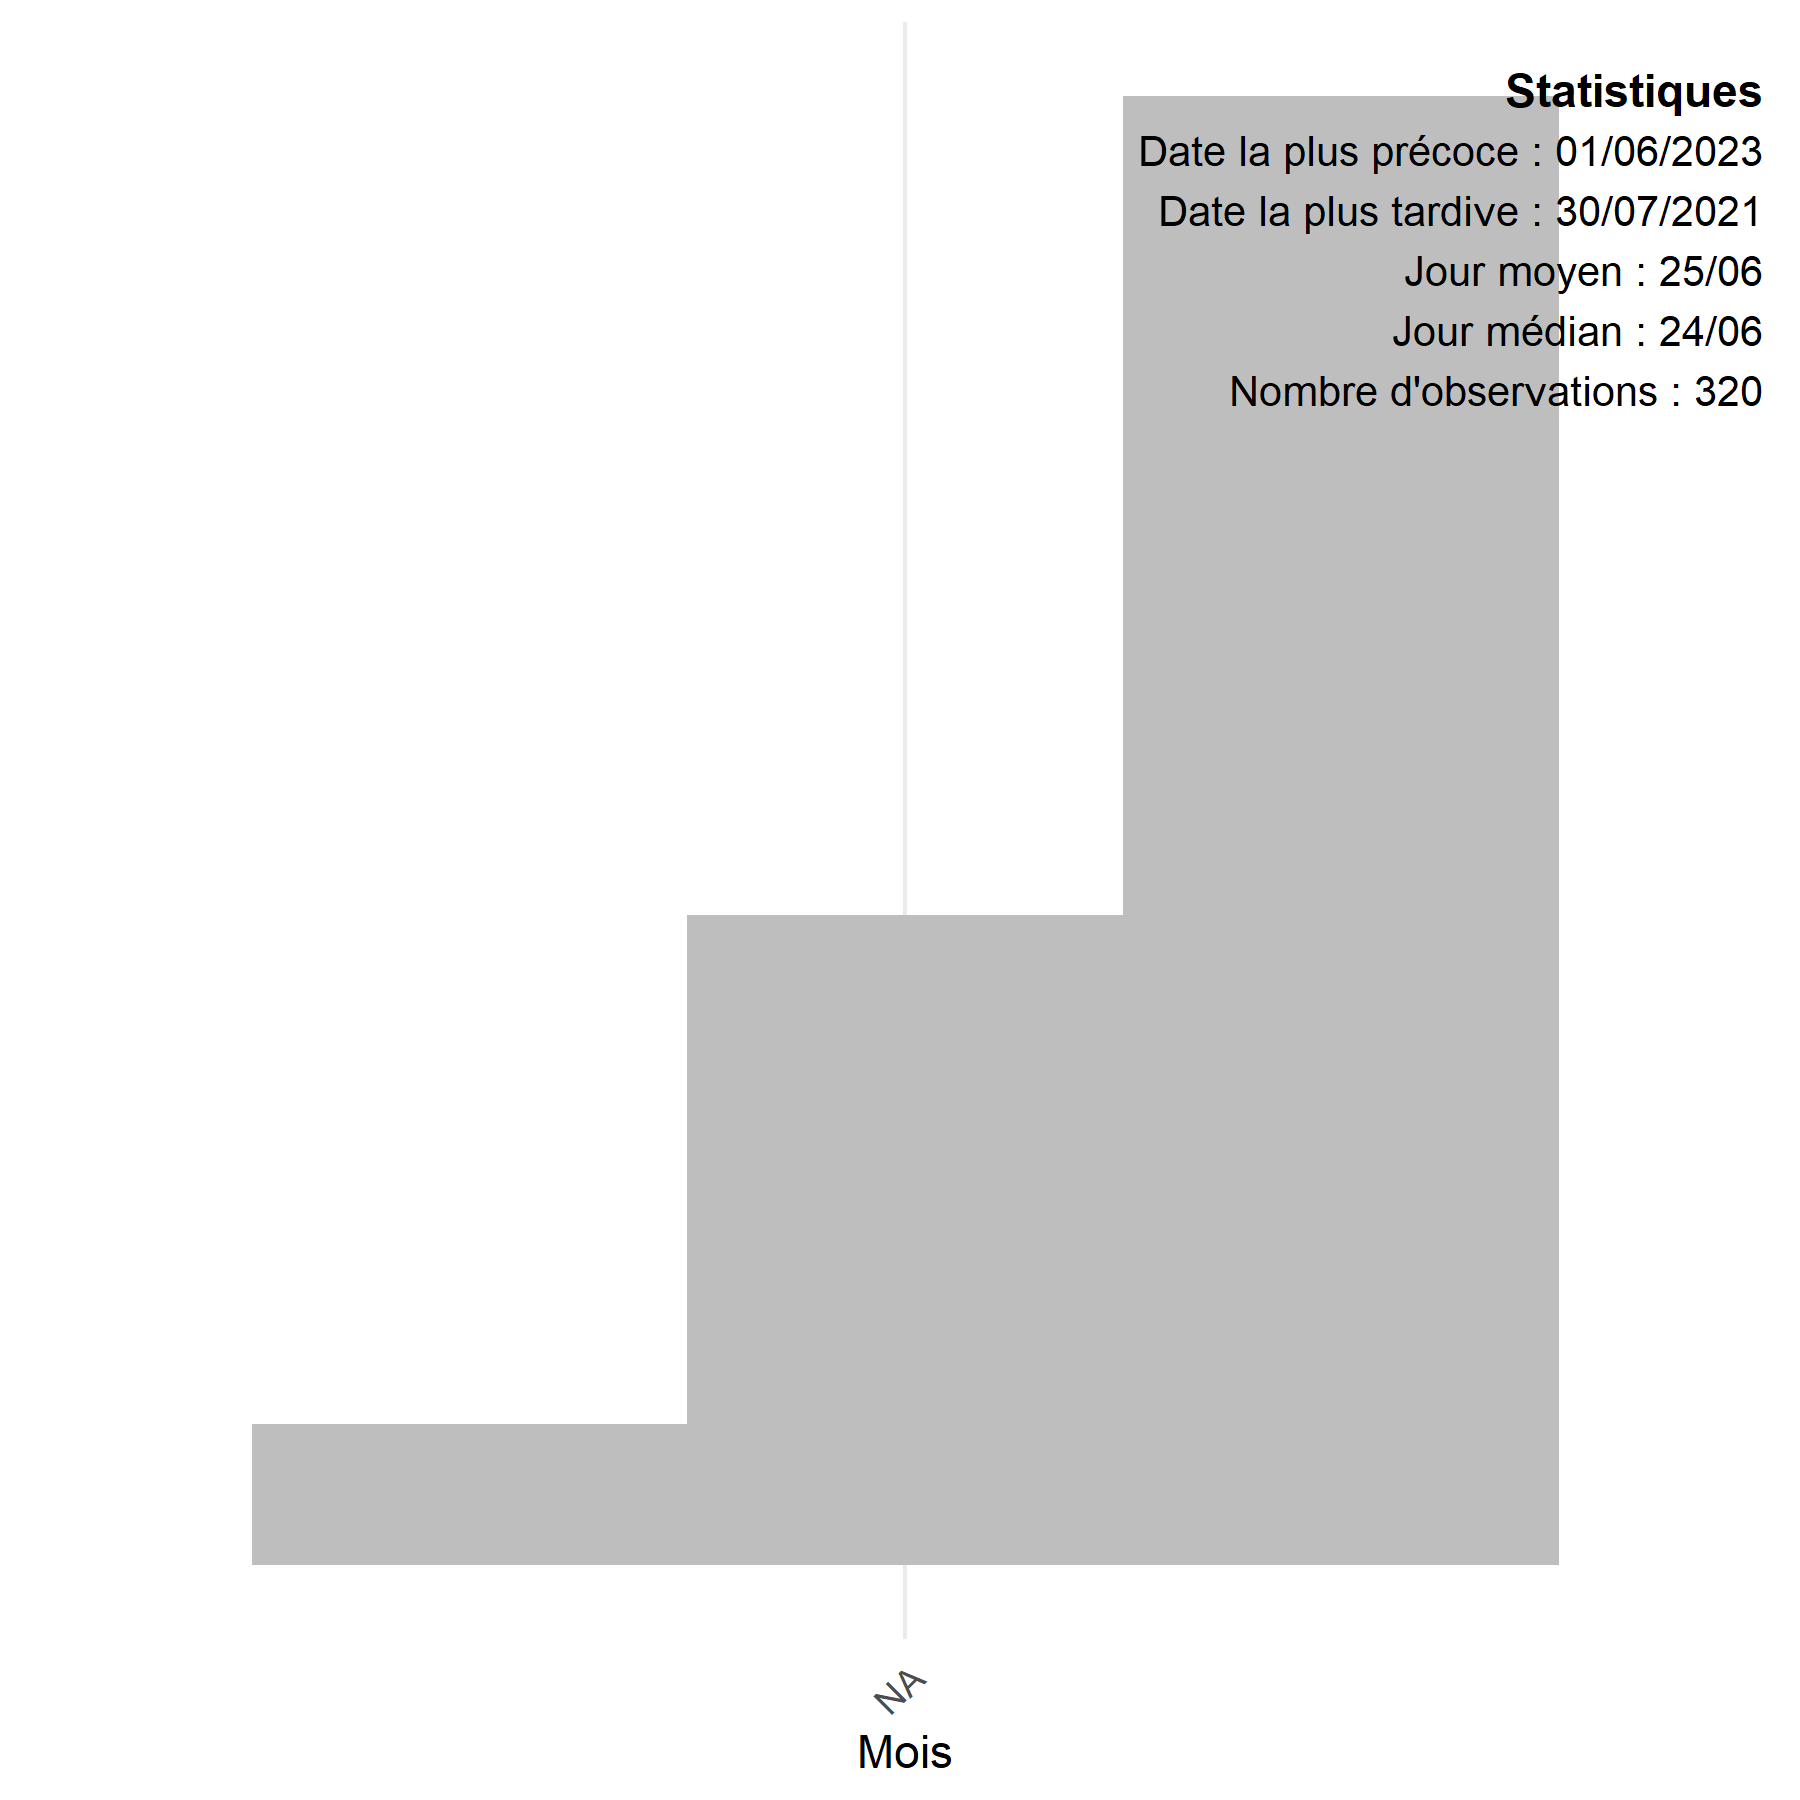 Statistiques
Date la plus précoce : 01/06/2023
Date la plus tardive : 30/07/2021
Jour moyen : 25/06
Jour médian : 24/06
Nombre d'observations : 320
NA
Mois